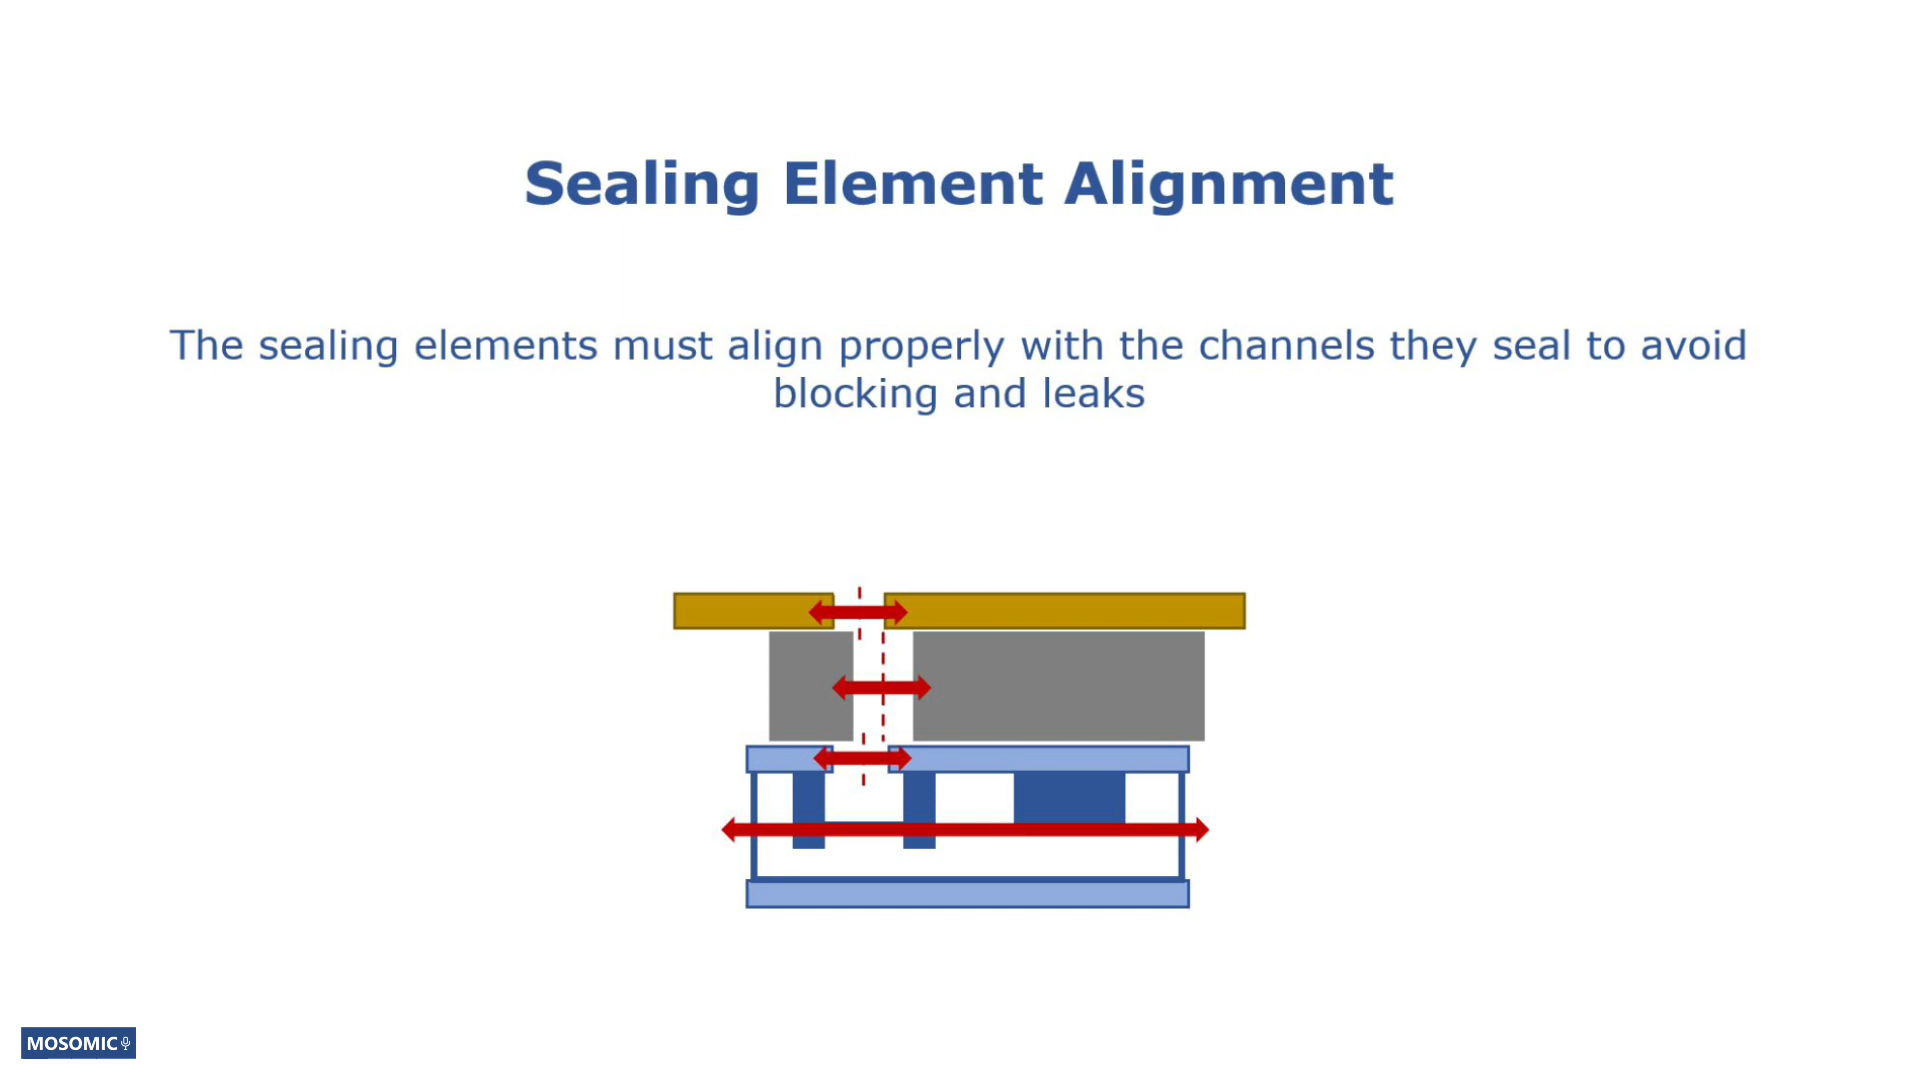 Sealing Element Alignment
The sealing elements must align properly with the channels they seal to avoid
blocking and leaks
MOSOMIC